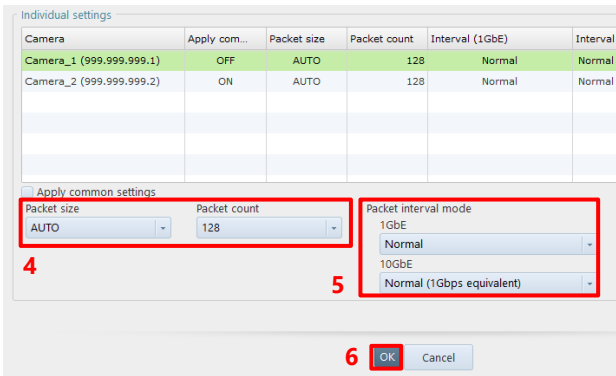 Individual settings
Camera Apply com... Packet size Packet count Interval (1GbE) Interval
Camera_1 (999.999.999.1) OFF AUTO 128 Normal Normal
Camera_2 (999.999.999.2) ON AUTO 128 Normal Normal
Apply common settings
Packet size Packet count Packet interval mode
1GbE
AUTO 128
Normal
10GbE
4
5 Normal (1Gbps equivalent)
6 OK Cancel